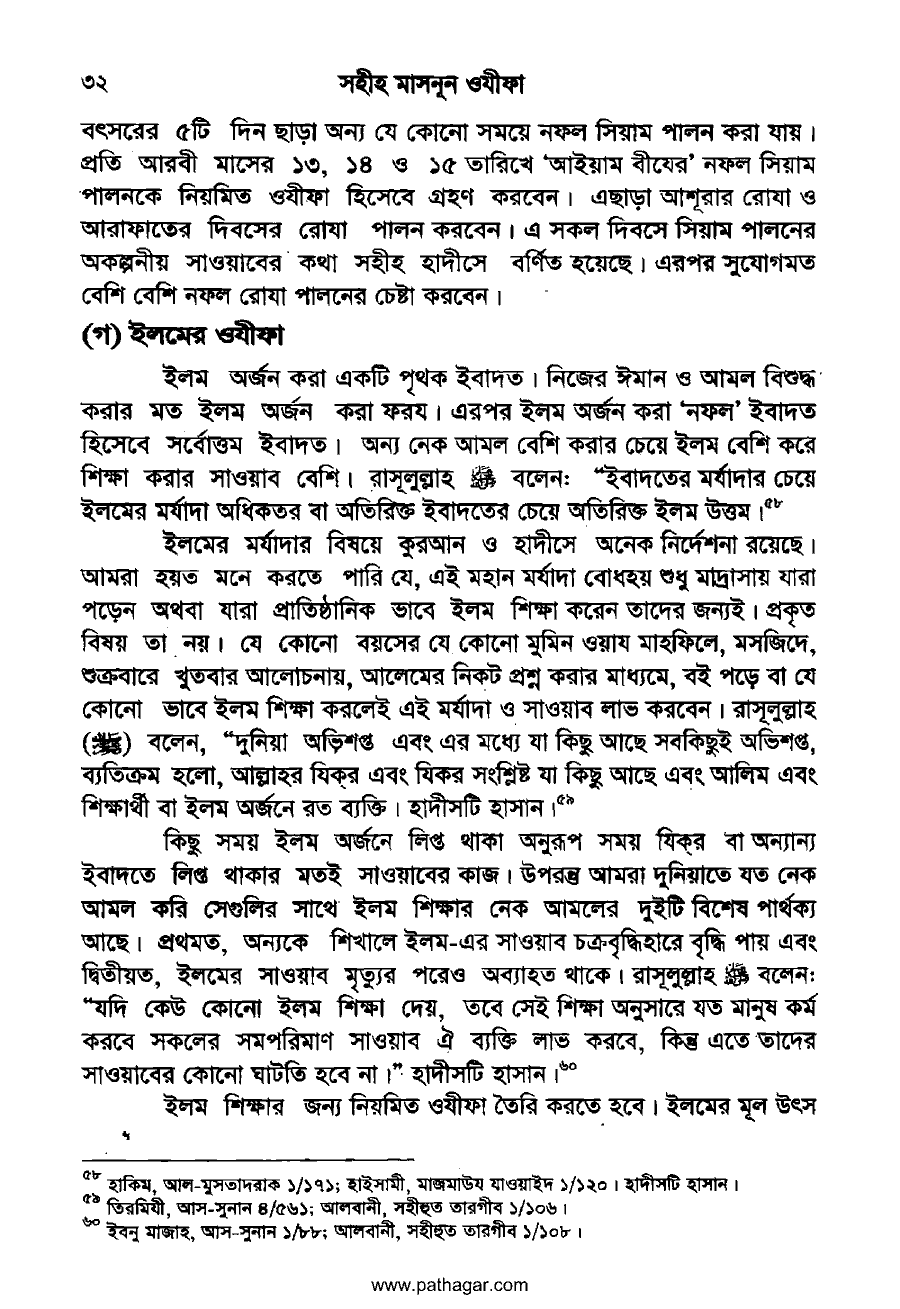 ৩২ সহীহ মাসনূন ওযীফা
বৎসরের ৫টি দিন ছাড়া অন্য যে কোনো সময়ে নফল সিয়াম পালন করা যায়।
প্রতি আরবী মাসের ১৩, ১৪ ও ১৫ তারিখে ‘আইয়াম বীযের’ নফল সিয়াম
পালনকে নিয়মিত ওযীফা হিসেবে গ্রহণ করবেন। এছাড়া আশূরার রোযা ও
আরাফাতের দিবসের রোযা পালন করবেন। এ সকল দিবসে সিয়াম পালনের
অকল্পনীয় সাওয়াবের কথা সহীহ হাদীসে বর্ণিত হয়েছে। এরপর সুযোগমত
বেশি বেশি নফল রোযা পালনের চেষ্টা করবেন।
(গ) ইলমের ওযীফা
ইলম অর্জন করা একটি পৃথক ইবাদত। নিজের ঈমান ও আমল বিশুদ্ধ
করার মত ইলম অর্জন করা ফরয। এরপর ইলম অর্জন করা ‘নফল’ ইবাদত
হিসেবে সর্বোত্তম ইবাদত। অন্য নেক আমল বেশি করার চেয়ে ইলম বেশি করে
শিক্ষা করার সাওয়াব বেশি। রাসূলুল্লাহ ﷺ বলেন: “ইবাদতের মর্যাদার চেয়ে
ইলমের মর্যাদা অধিকতর বা অতিরিক্ত ইবাদতের চেয়ে অতিরিক্ত ইলম উত্তম।৫৮
ইলমের মর্যাদার বিষয়ে কুরআন ও হাদীসে অনেক নির্দেশনা রয়েছে।
আমরা হয়ত মনে করতে পারি যে, এই মহান মর্যাদা বোধহয় শুধু মাদ্রাসায় যারা
পড়েন অথবা যারা প্রাতিষ্ঠানিক ভাবে ইলম শিক্ষা করেন তাদের জন্যই। প্রকৃত
বিষয় তা নয়। যে কোনো বয়সের যে কোনো মুমিন ওয়ায মাহফিলে, মসজিদে,
শুক্রবারে খুতবার আলোচনায়, আলেমের নিকট প্রশ্ন করার মাধ্যমে, বই পড়ে বা যে
কোনো ভাবে ইলম শিক্ষা করলেই এই মর্যাদা ও সাওয়াব লাভ করবেন। রাসূলুল্লাহ
(ﷺ) বলেন, “দুনিয়া অভিশপ্ত এবং এর মধ্যে যা কিছু আছে সবকিছুই অভিশপ্ত,
ব্যতিক্রম হলো, আল্লাহর যিক্‌র এবং যিকর সংশ্লিষ্ট যা কিছু আছে এবং আলিম এবং
শিক্ষার্থী বা ইলম অর্জনে রত ব্যক্তি। হাদীসটি হাসান।৫৯
কিছু সময় ইলম অর্জনে লিপ্ত থাকা অনুরূপ সময় যিক্‌র বা অন্যান্য
ইবাদতে লিপ্ত থাকার মতই সাওয়াবের কাজ। উপরন্তু আমরা দুনিয়াতে যত নেক
আমল করি সেগুলির সাথে ইলম শিক্ষার নেক আমলের দুইটি বিশেষ পার্থক্য
আছে। প্রথমত, অন্যকে শিখালে ইলম-এর সাওয়াব চক্রবৃদ্ধিহারে বৃদ্ধি পায় এবং
দ্বিতীয়ত, ইলমের সাওয়াব মৃত্যুর পরেও অব্যাহত থাকে। রাসূলুল্লাহ ﷺ বলেন:
“যদি কেউ কোনো ইলম শিক্ষা দেয়, তবে সেই শিক্ষা অনুসারে যত মানুষ কর্ম
করবে সকলের সমপরিমাণ সাওয়াব ঐ ব্যক্তি লাভ করবে, কিন্তু এতে তাদের
সাওয়াবের কোনো ঘাটতি হবে না।” হাদীসটি হাসান।৬০
ইলম শিক্ষার জন্য নিয়মিত ওযীফা তৈরি করতে হবে। ইলমের মূল উৎস
৫৮ হাকিম, আল-মুসতাদরাক ১/১৭১; হাইসামী, মাজমাউয যাওয়াইদ ১/১২০। হাদীসটি হাসান।
৫৯ তিরমিযী, আস-সুনান ৪/৫৬১; আলবানী, সহীহুত তারগীব ১/১০৬।
৬০ ইবনু মাজাহ, আস-সুনান ১/৮৮; আলবানী, সহীহুত তারগীব ১/১০৮।
www.pathagar.com